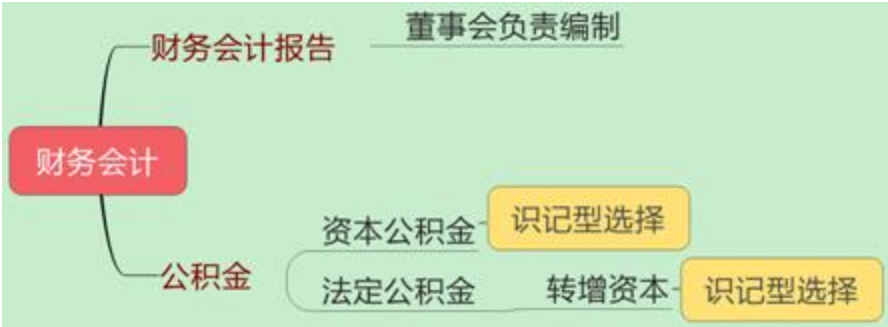 董事会负责编制
财务会计报告
财务会计
识记型选择
资本公积金
公积金
法定公积金
转增资本
识记型选择